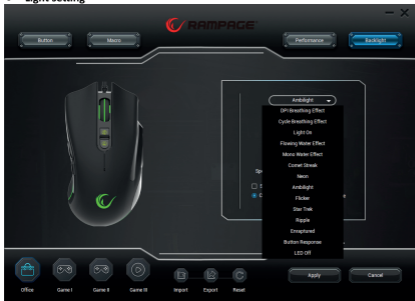 Light setting
RAMPAGE
Button
Macro
Performance
Backlight
Ambilight
DPI Breathing Effect
Cycle Breathing Effect
Light On
Flowing Water Effect
Mono Water Effect
Comet Streak
Neon
Ambilight
Flicker
Star Trek
Ripple
Enraptured
Button Response
LED Off
Office
Game I
Game II
Game III
Import
Export
Reset
Apply
Cancel